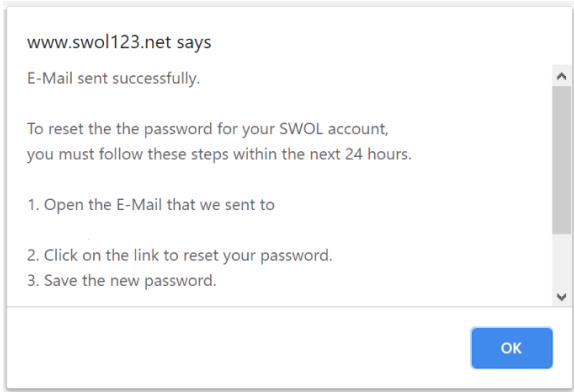 www.swol123.net says
E-Mail sent successfully.
To reset the the password for your SWOL account,
you must follow these steps within the next 24 hours.
1. Open the E-Mail that we sent to
2. Click on the link to reset your password.
3. Save the new password.
OK